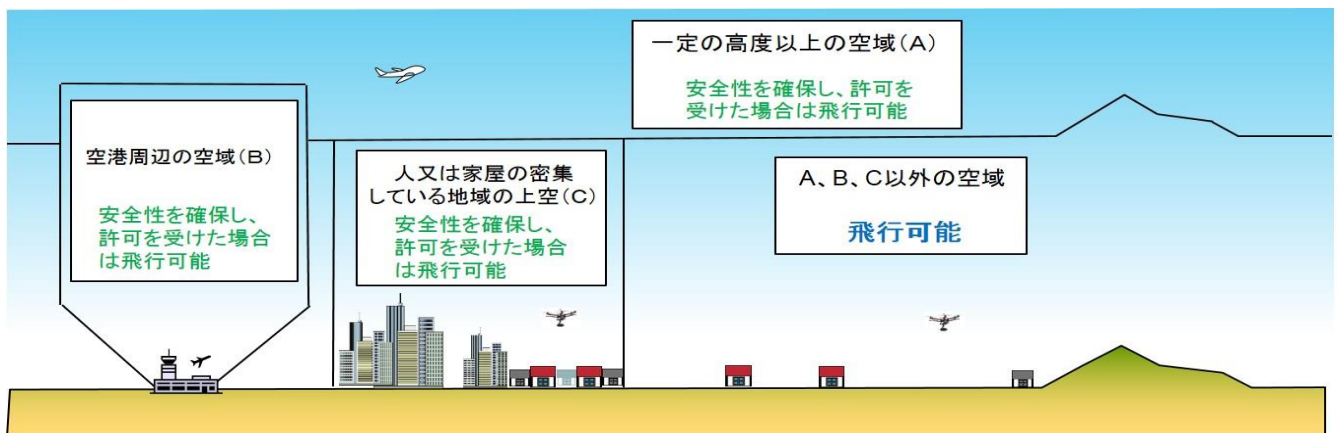 一定の高度以上の空域(A)
安全性を確保し、許可を
受けた場合は飛行可能
空港周辺の空域(B)
安全性を確保し、
許可を受けた場合
は飛行可能
人又は家屋の密集
している地域の上空(C)
安全性を確保し、
許可を受けた場合
は飛行可能
A、B、C以外の空域
飛行可能